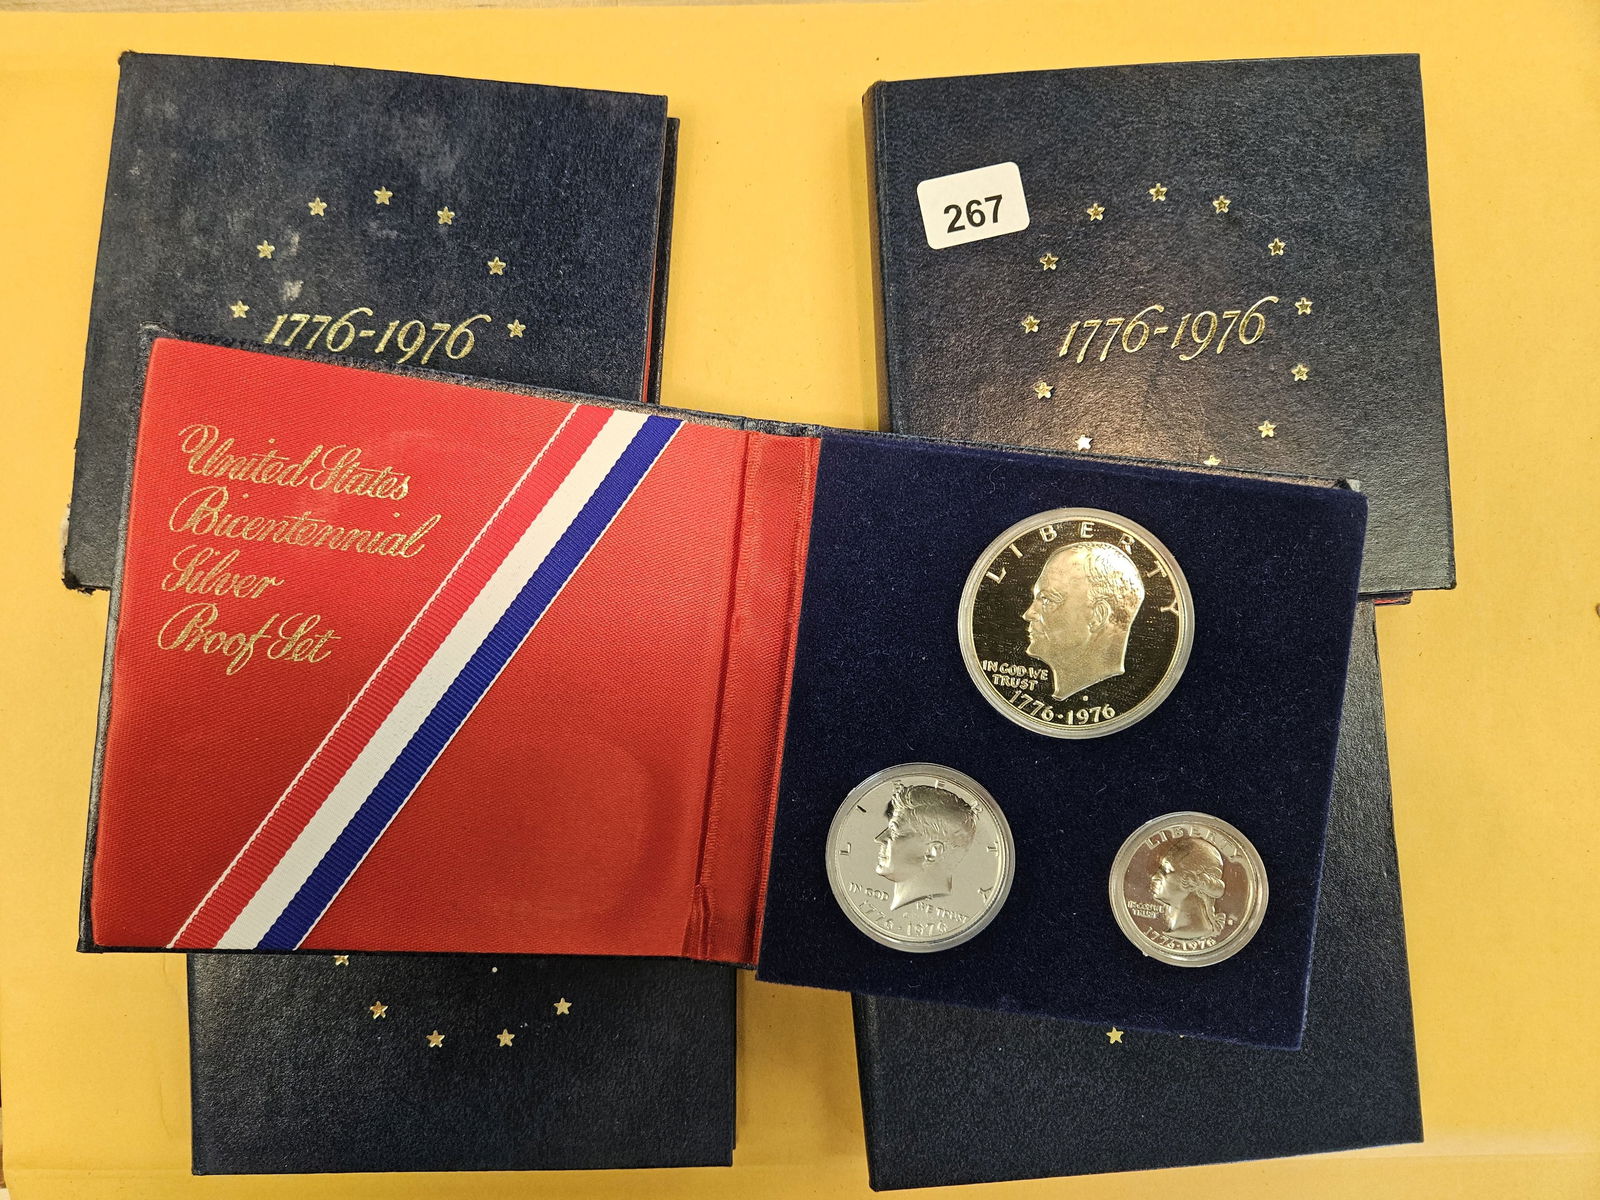 1776-1976
267
1776-1976
United States
Bicentennial
Silver
Proof Set
LIBERTY
IN GOD WE
TRUST
1776·1976
LIBERTY
IN GOD WE TRUST
1776·1976
LIBERTY
IN GOD WE
TRUST
1776·1976